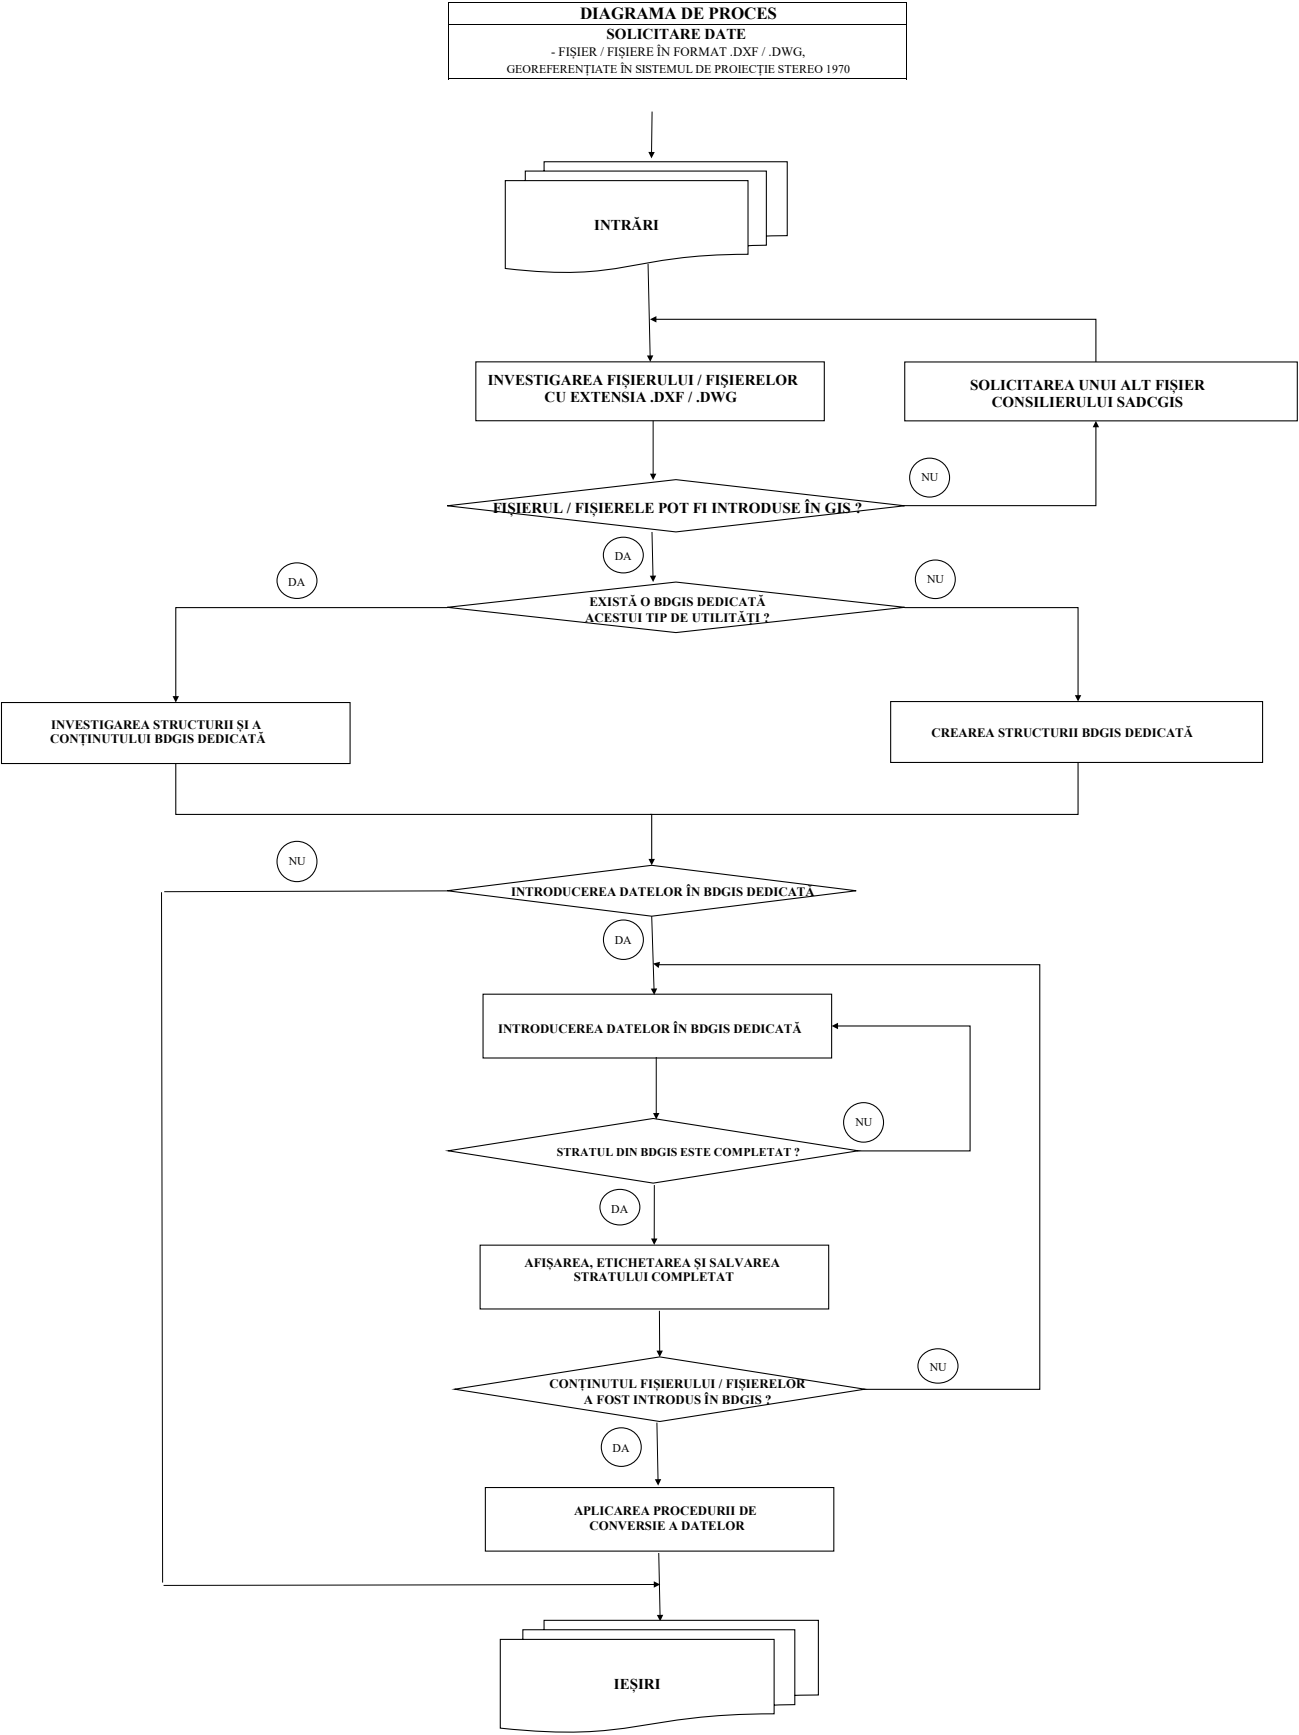 DIAGRAMA DE PROCES
SOLICITARE DATE
- FIȘIER / FIȘIERE ÎN FORMAT .DXF / .DWG,
GEOREFERENȚIATE ÎN SISTEMUL DE PROIECȚIE STEREO 1970
INTRĂRI
INVESTIGAREA FIȘIERULUI / FIȘIERELOR
CU EXTENSIA .DXF / .DWG
SOLICITAREA UNUI ALT FIȘIER
CONSILIERULUI SADCGIS
NU
FIȘIERUL / FIȘIERELE POT FI INTRODUSE ÎN GIS ?
DA
DA
NU
EXISTĂ O BDGIS DEDICATĂ
ACESTUI TIP DE UTILITĂȚI ?
INVESTIGAREA STRUCTURII ȘI A
CONȚINUTULUI BDGIS DEDICATĂ
CREAREA STRUCTURII BDGIS DEDICATĂ
NU
INTRODUCEREA DATELOR ÎN BDGIS DEDICATĂ
DA
INTRODUCEREA DATELOR ÎN BDGIS DEDICATĂ
NU
STRATUL DIN BDGIS ESTE COMPLETAT ?
DA
AFIȘAREA, ETICHETAREA ȘI SALVAREA
STRATULUI COMPLETAT
NU
CONȚINUTUL FIȘIERULUI / FIȘIERELOR
A FOST INTRODUS ÎN BDGIS ?
DA
APLICAREA PROCEDURII DE
CONVERSIE A DATELOR
IEȘIRI